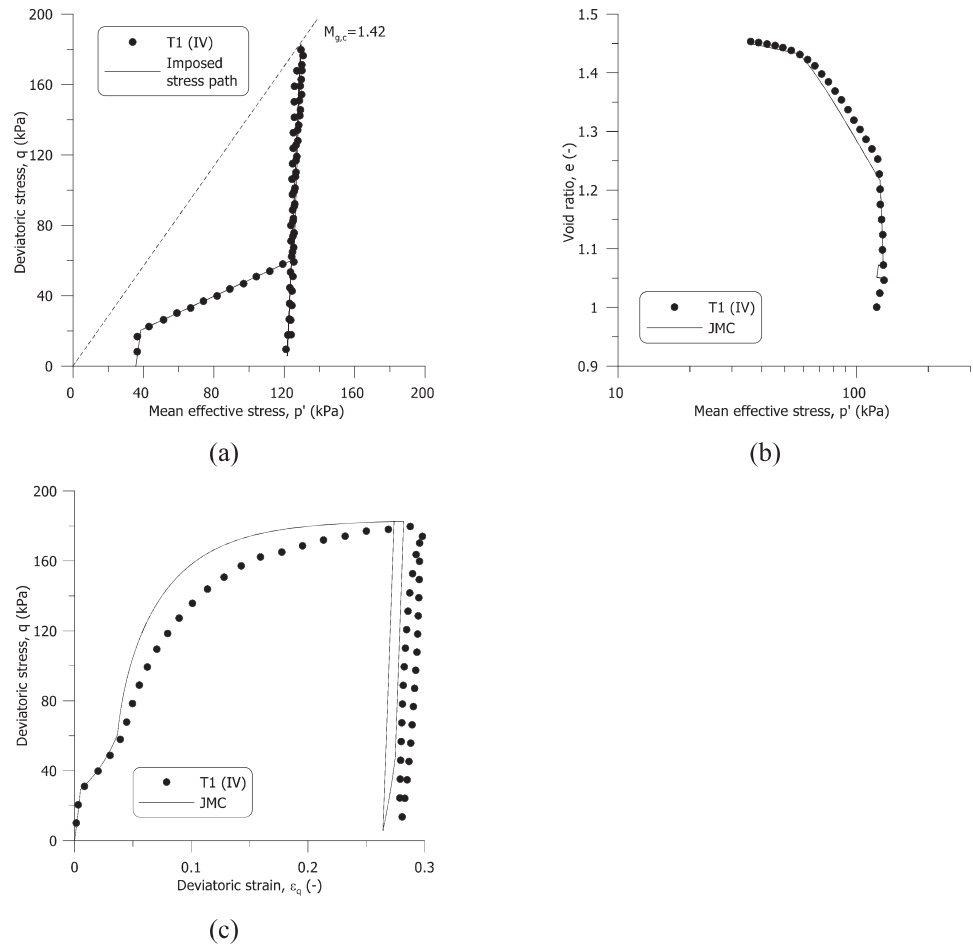 200
160
120
80
40
0
Deviatoric stress, q (kPa)
T1 (IV)
Imposed
stress path
Mg,c=1.42
0 40 80 120 160 200
Mean effective stress, p' (kPa)
(a)
1.5
1.4
1.3
1.2
1.1
1
0.9
Void ratio, e (-)
T1 (IV)
JMC
10 100
Mean effective stress, p' (kPa)
(b)
200
160
120
80
40
0
Deviatoric stress, q (kPa)
T1 (IV)
JMC
0 0.1 0.2 0.3
Deviatoric strain, εq (-)
(c)